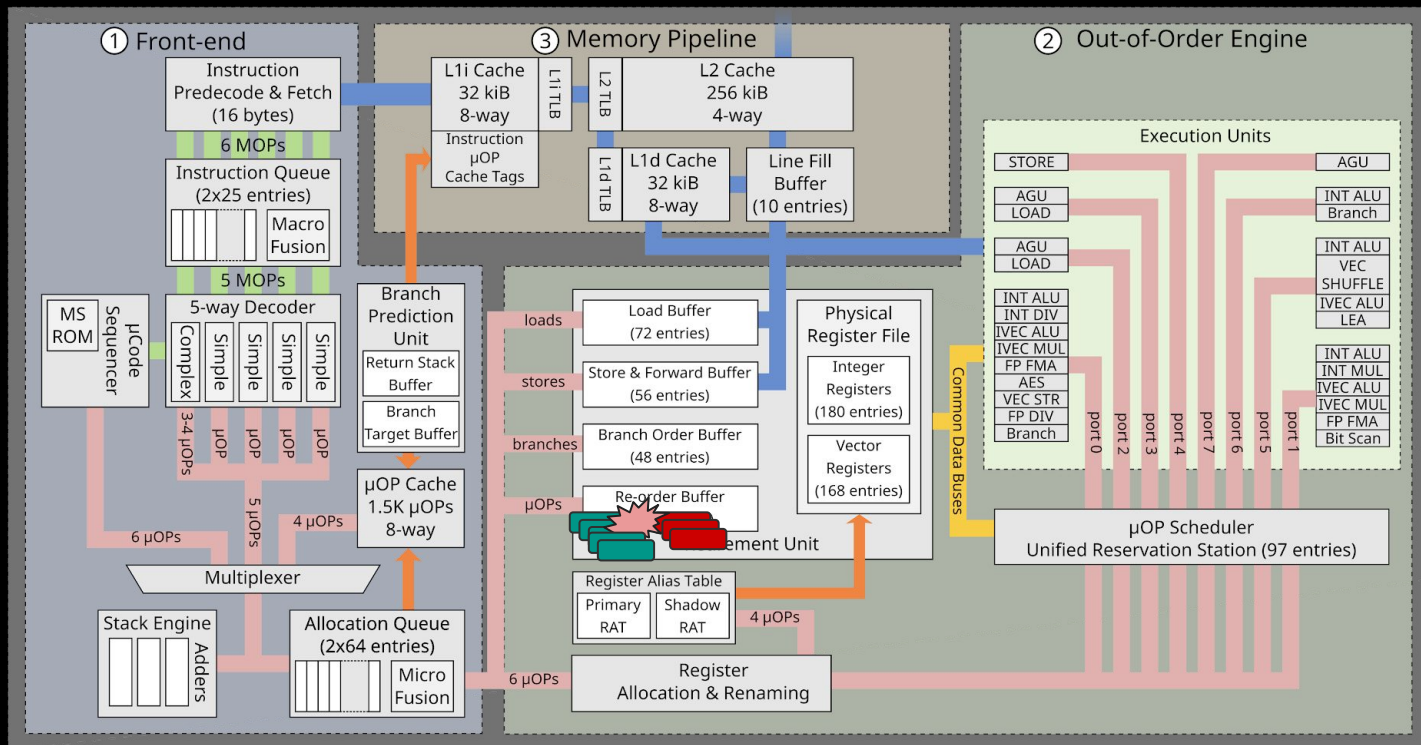 1 Front-end
Instruction
Predecode & Fetch
(16 bytes)
6 MOPs
Instruction Queue
(2x25 entries)
Macro
Fusion
5 MOPs
MS
ROM
µCode
Sequencer
5-way Decoder
Complex
Simple
Simple
Simple
Simple
3-4 µOPs
µOP
µOP
µOP
µOP
Branch
Prediction
Unit
Return Stack
Buffer
Branch
Target Buffer
µOP Cache
1.5K µOPs
8-way
6 µOPs
5 µOPs
4 µOPs
Multiplexer
Stack Engine
Adders
Allocation Queue
(2x64 entries)
Micro
Fusion
3 Memory Pipeline
L1i Cache
32 kiB
8-way
L1i TLB
Instruction
µOP
Cache Tags
L2 TLB
L2 Cache
256 kiB
4-way
L1d TLB
L1d Cache
32 kiB
8-way
Line Fill
Buffer
(10 entries)
2 Out-of-Order Engine
loads
Load Buffer
(72 entries)
stores
Store & Forward Buffer
(56 entries)
branches
Branch Order Buffer
(48 entries)
µOPs
Re-order Buffer
Unit
Physical
Register File
Integer
Registers
(180 entries)
Vector
Registers
(168 entries)
Register Alias Table
Primary
RAT
Shadow
RAT
4 µOPs
6 µOPs
Register
Allocation & Renaming
Common Data Buses
Execution Units
STORE
AGU
LOAD
AGU
LOAD
INT ALU
INT DIV
IVEC ALU
IVEC MUL
FP FMA
AES
VEC STR
FP DIV
Branch
AGU
INT ALU
Branch
INT ALU
VEC
SHUFFLE
IVEC ALU
LEA
INT ALU
INT MUL
IVEC ALU
IVEC MUL
FP FMA
Bit Scan
port 0
port 2
port 3
port 4
port 7
port 6
port 5
port 1
µOP Scheduler
Unified Reservation Station (97 entries)